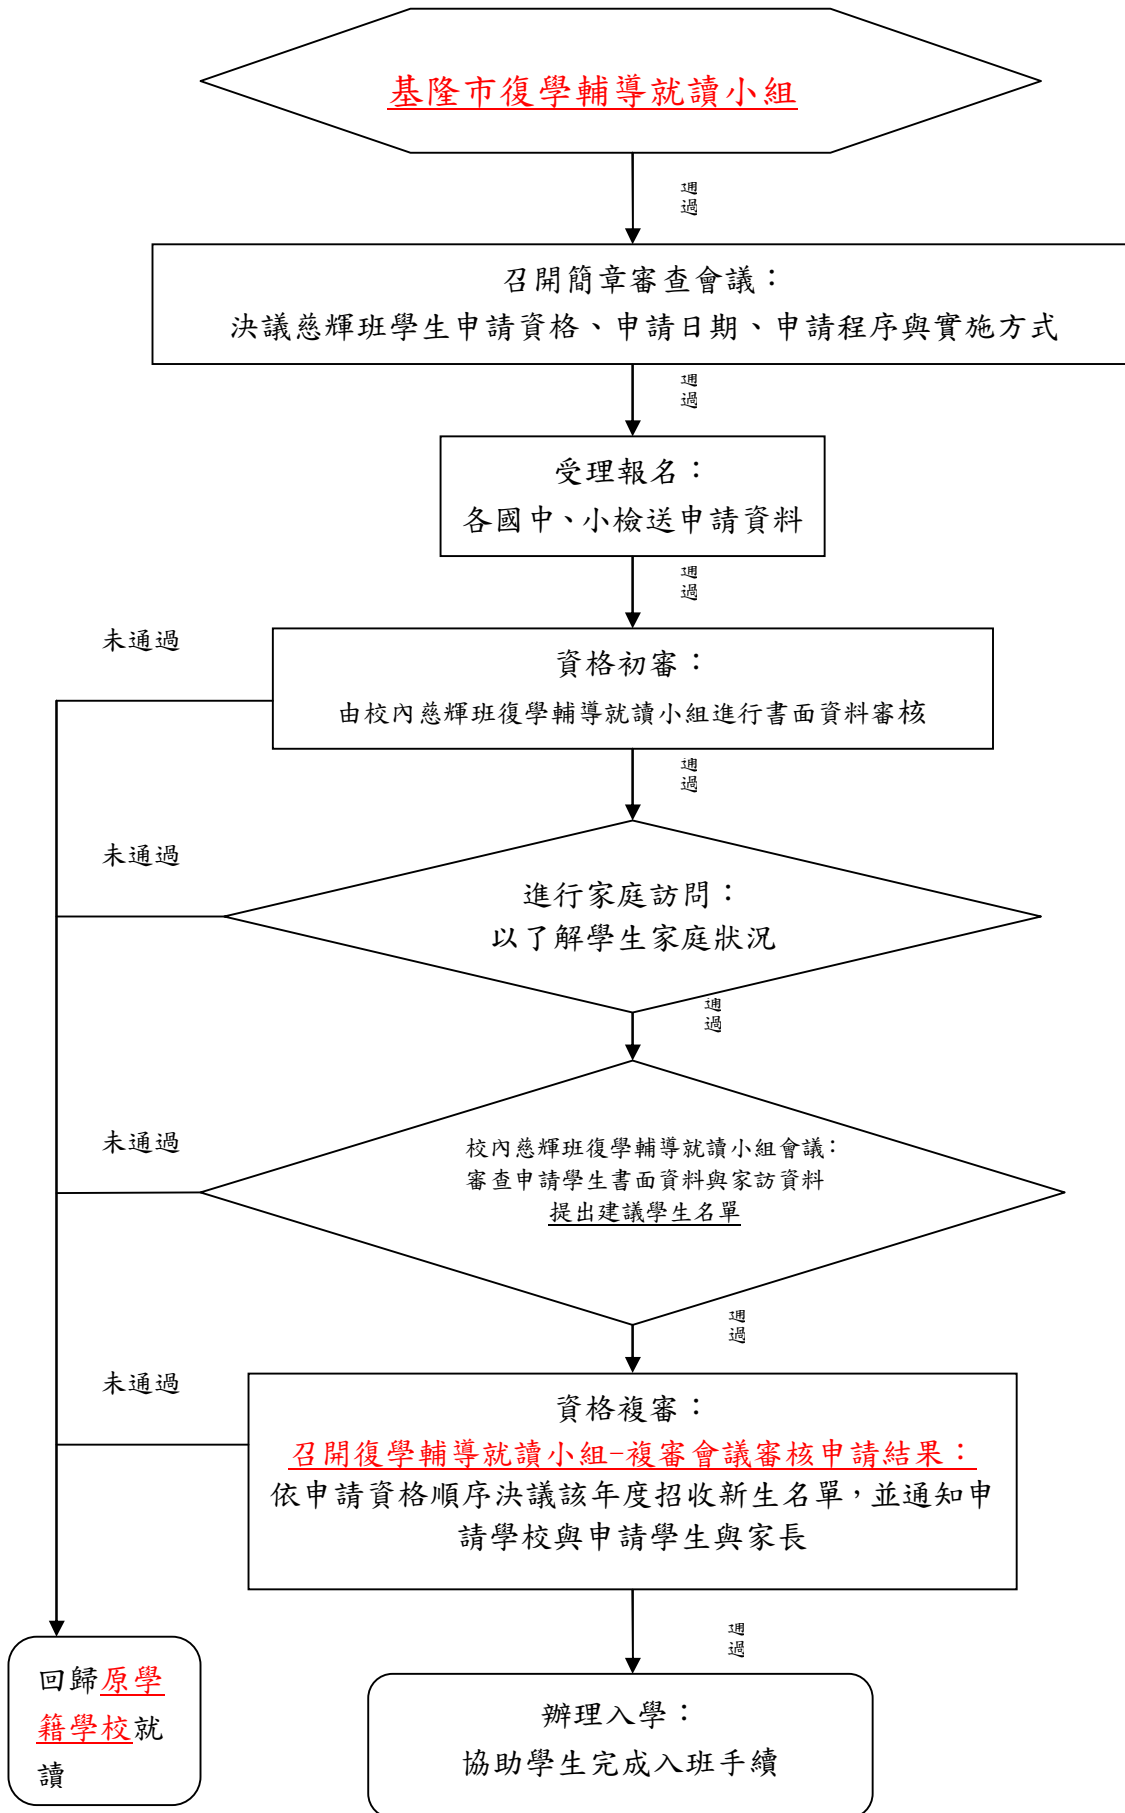 基隆市復學輔導就讀小組
通過
召開簡章審查會議：
決議慈輝班學生申請資格、申請日期、申請程序與實施方式
通過
受理報名：
各國中、小檢送申請資料
通過
未通過
資格初審：
由校內慈輝班復學輔導就讀小組進行書面資料審核
通過
未通過
進行家庭訪問：
以了解學生家庭狀況
通過
未通過
校內慈輝班復學輔導就讀小組會議：
審查申請學生書面資料與家訪資料
提出建議學生名單
通過
未通過
資格複審：
召開復學輔導就讀小組-複審會議審核申請結果：
依申請資格順序決議該年度招收新生名單，並通知申
請學校與申請學生與家長
通過
回歸原學
籍學校就
讀
辦理入學：
協助學生完成入班手續